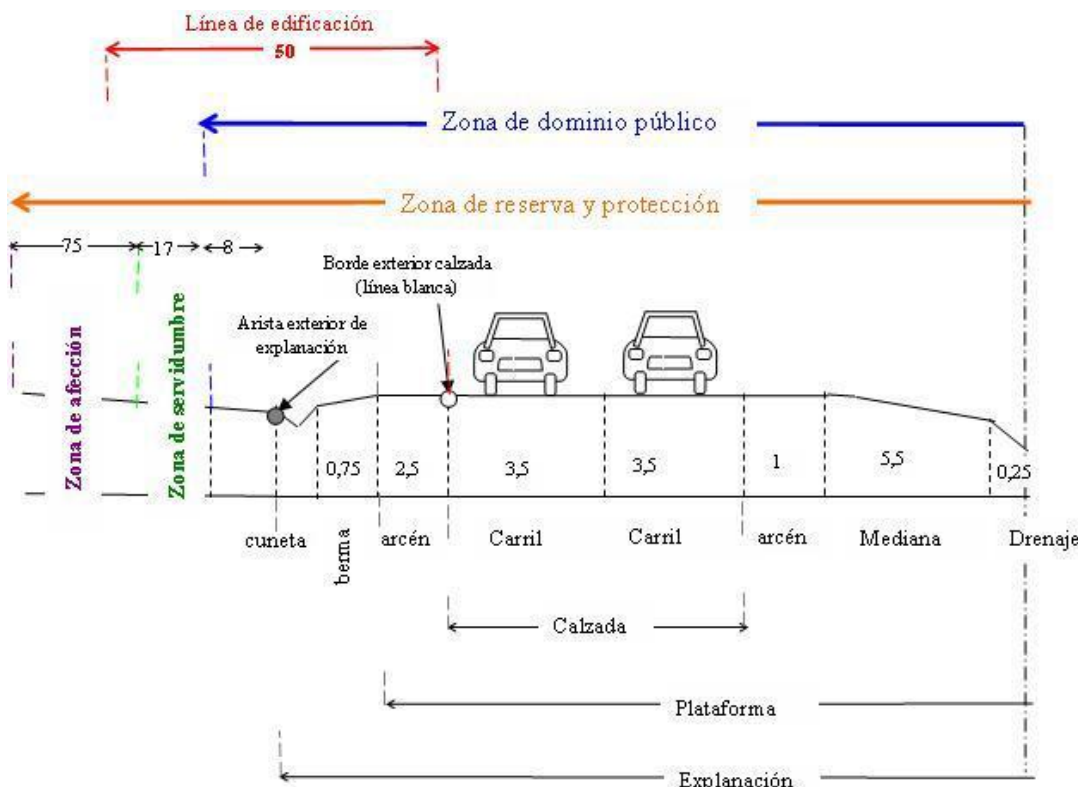 Línea de edificación
50
Zona de dominio público
Zona de reserva y protección
75
17
8
Borde exterior calzada
(línea blanca)
Arista exterior de
explanación
Zona de afección
Zona de servidumbre
0,75
2,5
3,5
3,5
1
5,5
0,25
cuneta
berma
arcén
Carril
Carril
arcén
Mediana
Drenaje
Calzada
Plataforma
Explanación